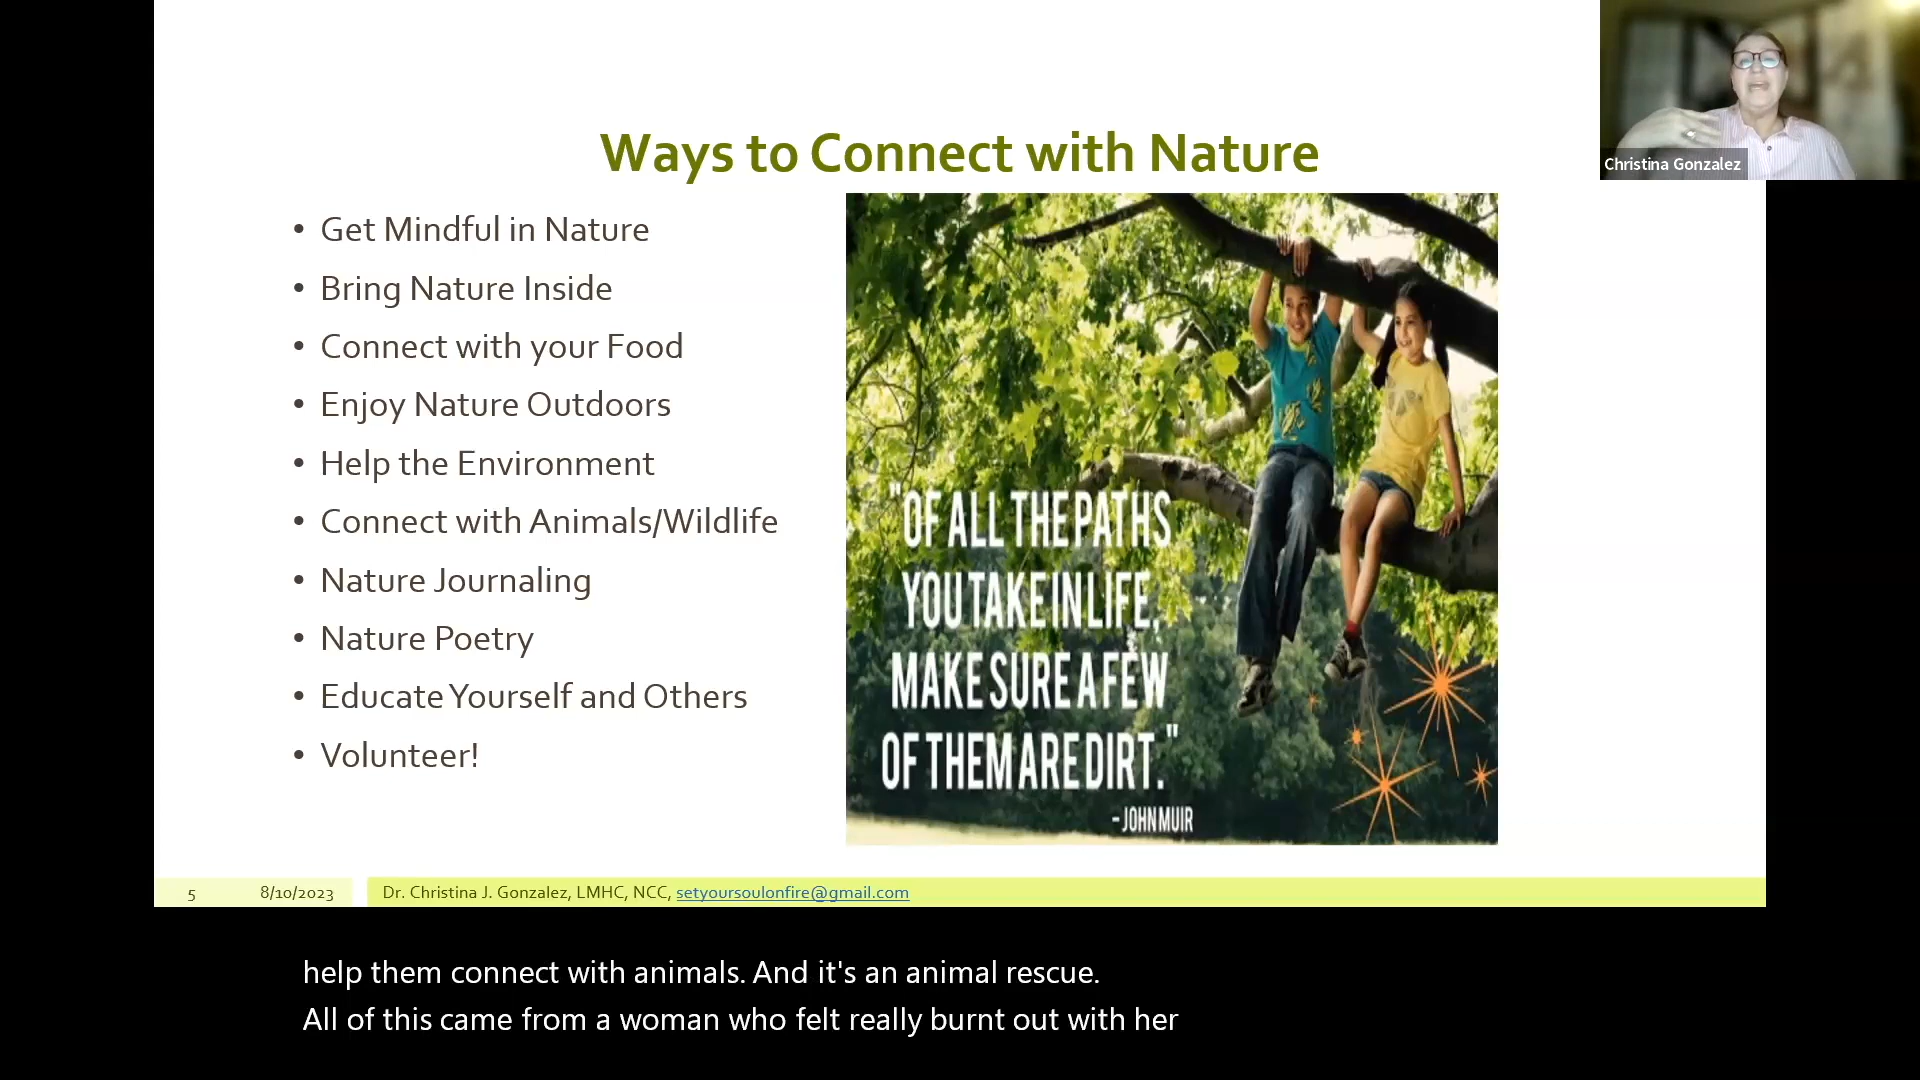 Ways to Connect with Nature
Christina Gonzalez
• Get Mindful in Nature
• Bring Nature Inside
• Connect with your Food
• Enjoy Nature Outdoors
• Help the Environment
• Connect with Animals/Wildlife
• Nature Journaling
• Nature Poetry
• Educate Yourself and Others
• Volunteer!
"OF ALL THE PATHS
YOU TAKE IN LIFE,
MAKE SURE A FEW
OF THEM ARE DIRT."
- JOHN MUIR
5 8/10/2023 Dr. Christina J. Gonzalez, LMHC, NCC, setyoursoulonfire@gmail.com
help them connect with animals. And it's an animal rescue.
All of this came from a woman who felt really burnt out with her